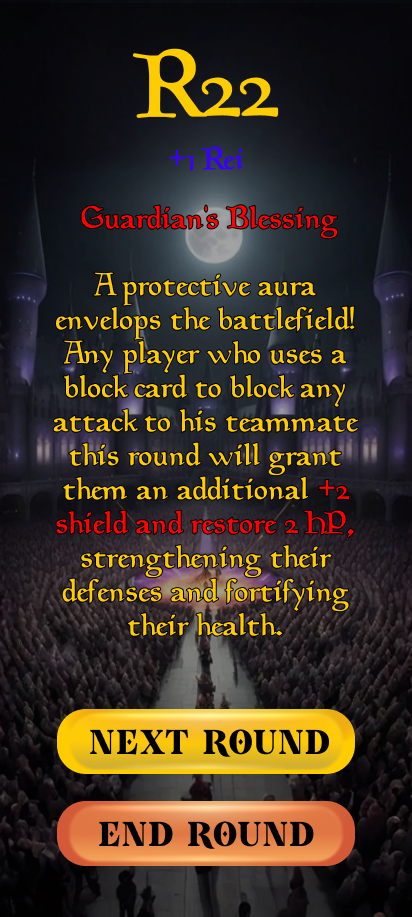 R22
+1 Rei
Guardian's Blessing
A protective aura
envelops the battlefield!
Any player who uses a
block card to block any
attack to his teammate
this round will grant
them an additional +2
shield and restore 2 HP,
strengthening their
defenses and fortifying
their health.
NEXT ROUND
END ROUND